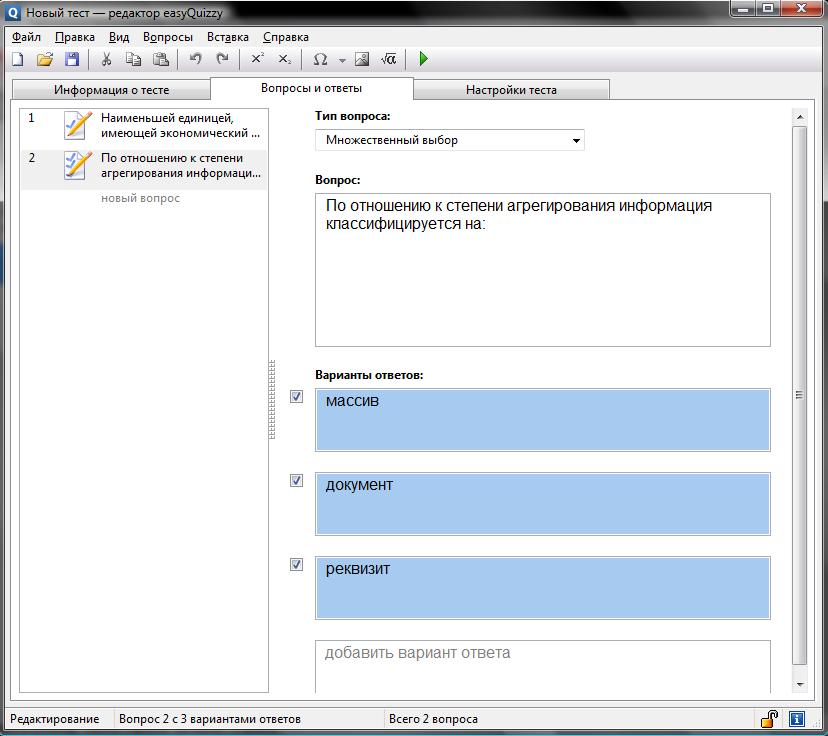 Новый тест — редактор easyQuizzy
Файл Правка Вид Вопросы Вставка Справка
Информация о тесте Вопросы и ответы Настройки теста
1 Наименьшей единицей,
имеющей экономический ...
2 По отношению к степени
агрегирования информаци...
новый вопрос
Тип вопроса:
Множественный выбор
Вопрос:
По отношению к степени агрегирования информация
классифицируется на:
Варианты ответов:
массив
документ
реквизит
добавить вариант ответа
Редактирование Вопрос 2 с 3 вариантами ответов Всего 2 вопроса